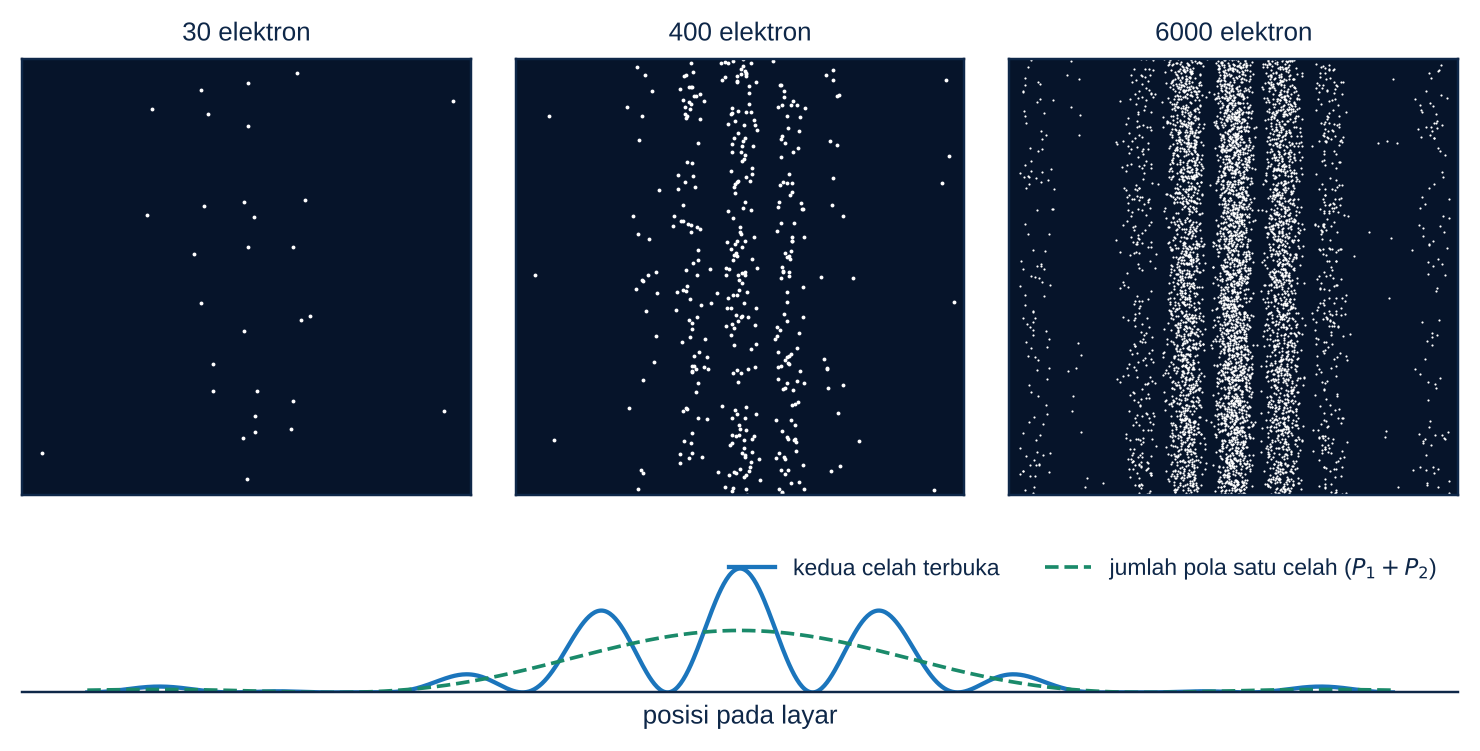 30 elektron
400 elektron
6000 elektron
kedua celah terbuka
jumlah pola satu celah (P₁ + P₂)
posisi pada layar